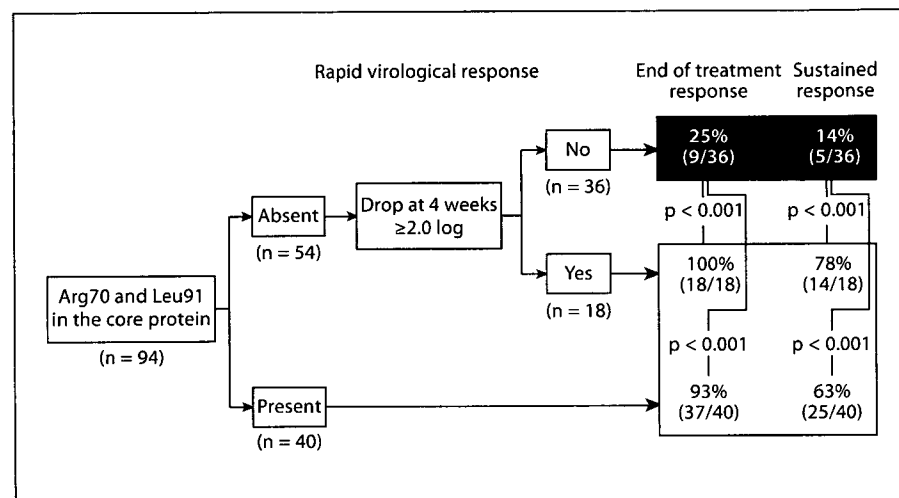 Rapid virological response
End of treatment
response
Sustained
response
25%
(9/36)
14%
(5/36)
No
(n = 36)
p < 0.001
p < 0.001
Absent
(n = 54)
Drop at 4 weeks
≥2.0 log
Yes
(n = 18)
100%
(18/18)
78%
(14/18)
Arg70 and Leu91
in the core protein
(n = 94)
p < 0.001
p < 0.001
Present
(n = 40)
93%
(37/40)
63%
(25/40)